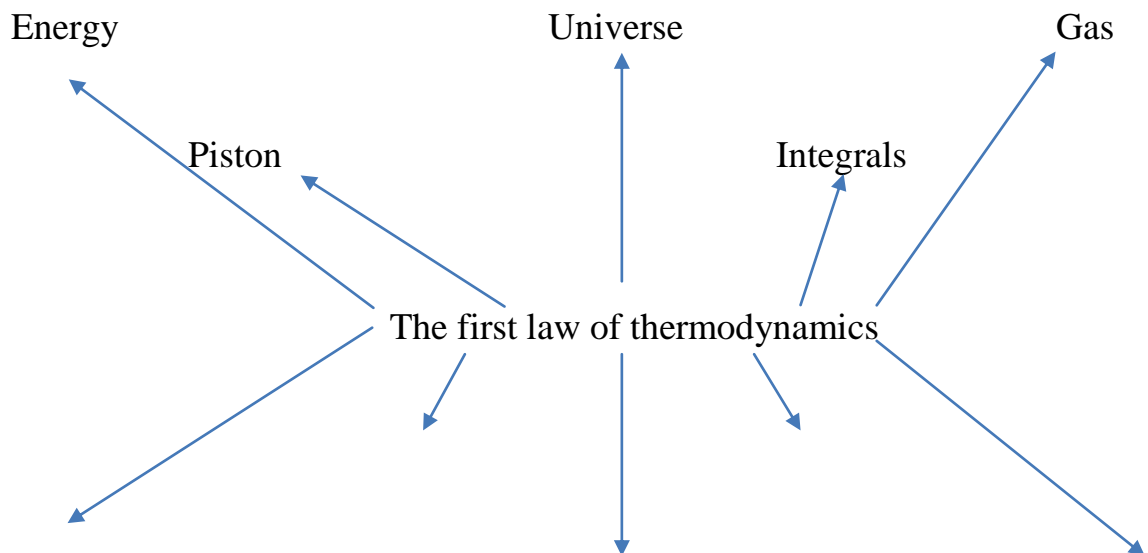 Energy
Universe
Gas
Piston
Integrals
The first law of thermodynamics